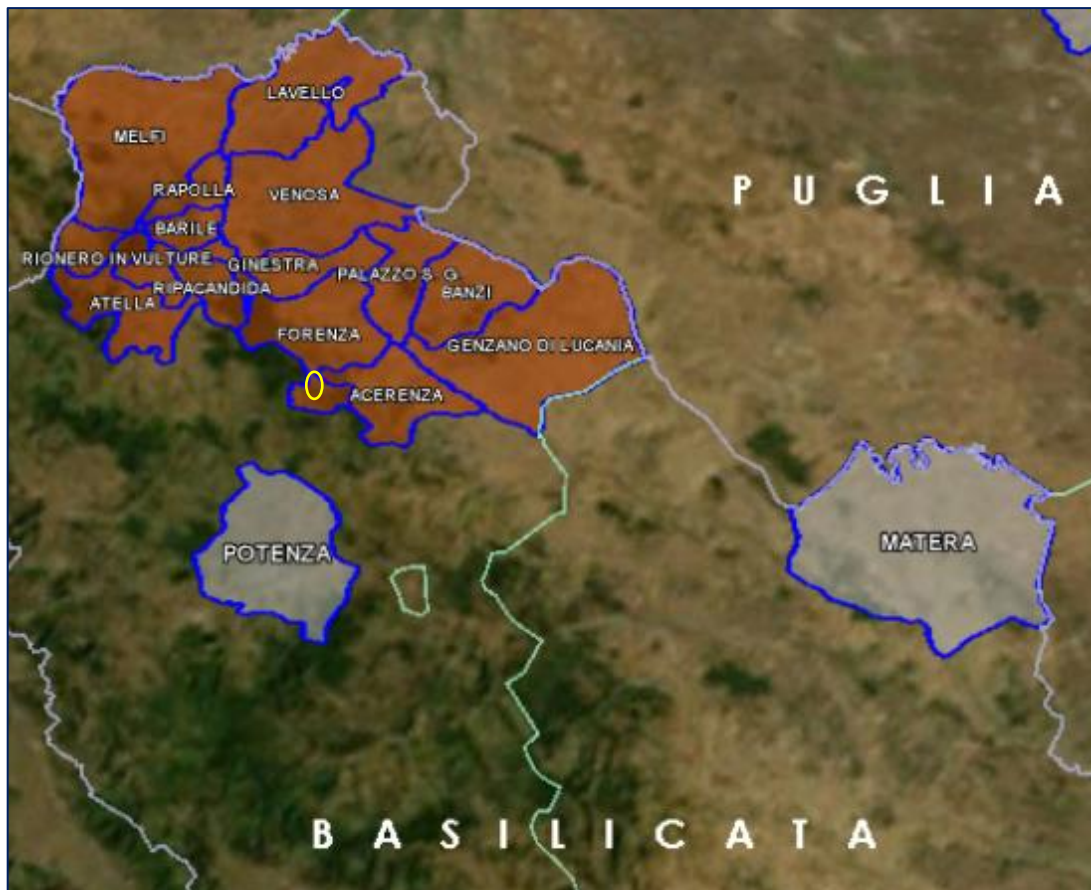 LAVELLO
MELFI
PUGLIA
RAPOLLA
VENOSA
BARILE
RIONERO IN VULTURE
GINESTRA
PALAZZO S. G.
BANZI
RIPACANDIDA
ATELLA
FORENZA
GENZANO DI LUCANIA
ACERENZA
MATERA
POTENZA
BASILICATA